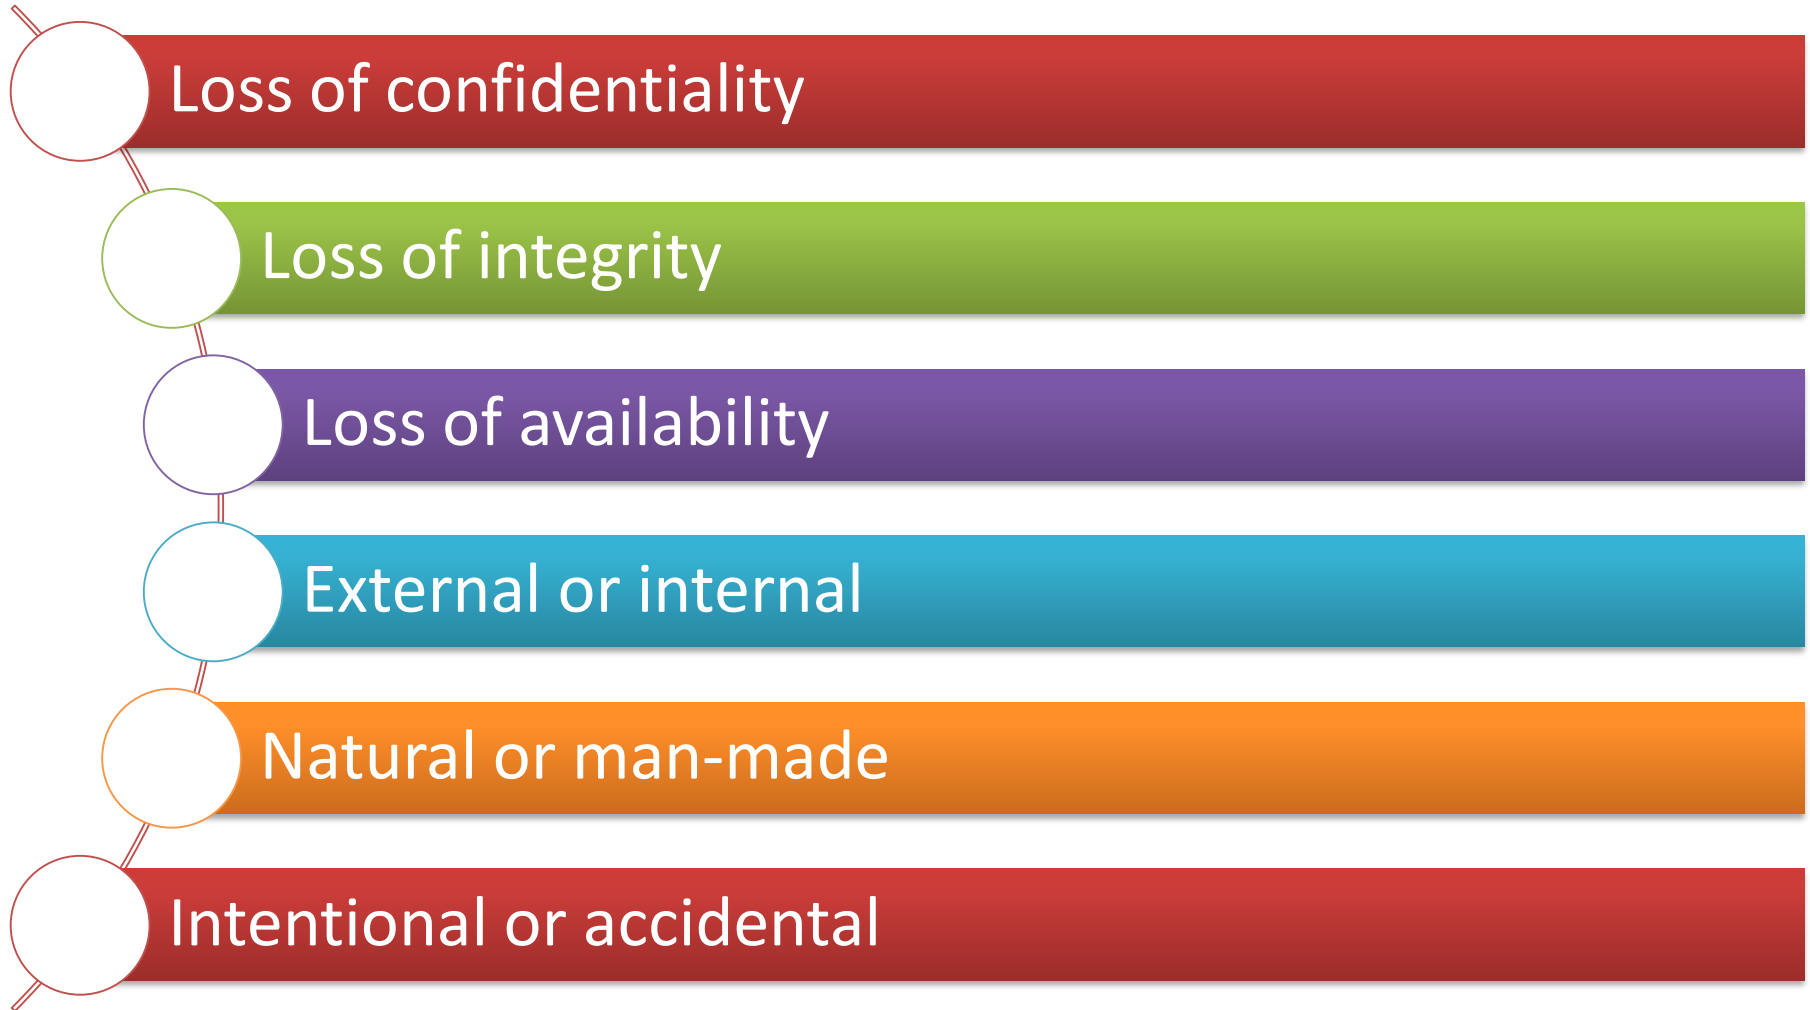 Loss of confidentiality
Loss of integrity
Loss of availability
External or internal
Natural or man-made
Intentional or accidental